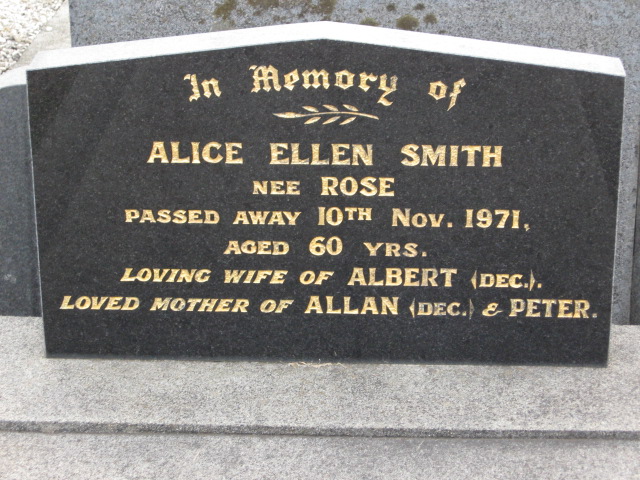 In Memory of
ALICE ELLEN SMITH
NEE ROSE
PASSED AWAY 10TH NOV. 1971,
AGED 60 YRS.
LOVING WIFE OF ALBERT (DEC.).
LOVED MOTHER OF ALLAN (DEC.) & PETER.